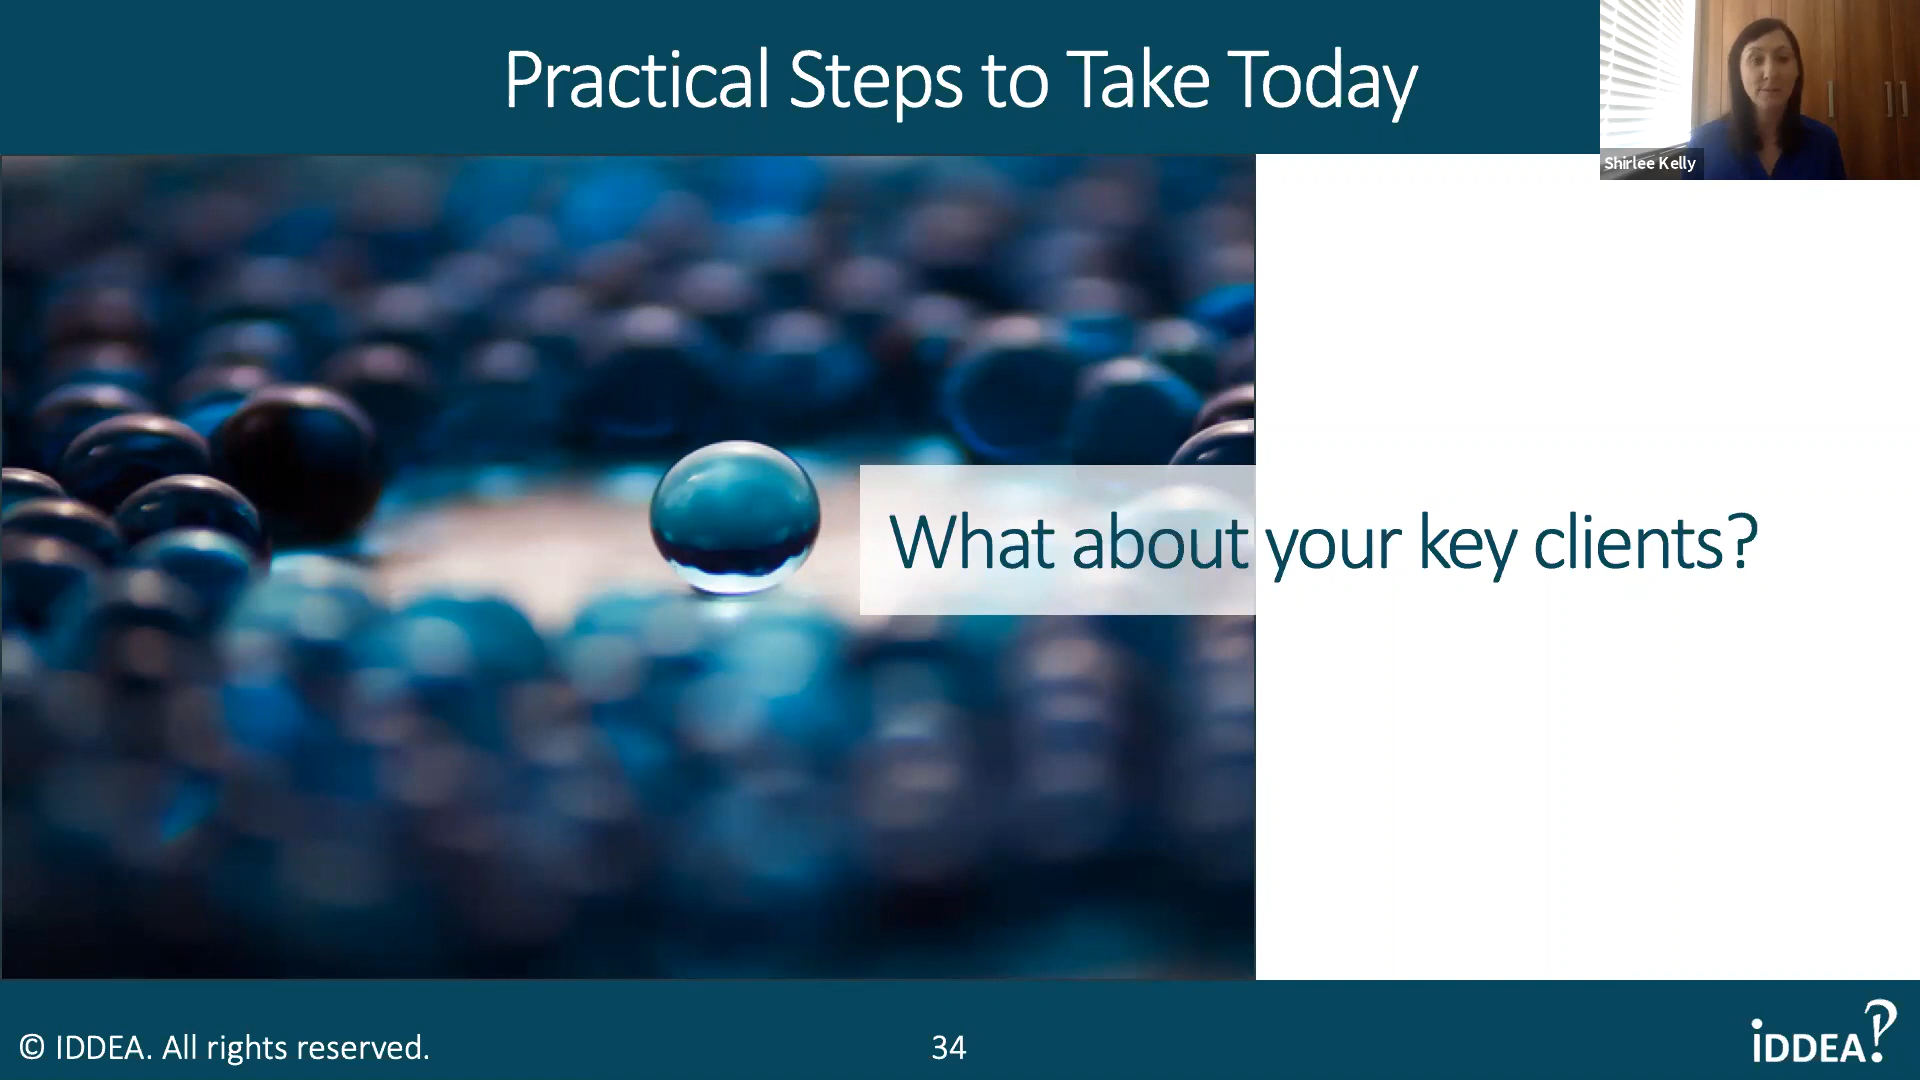 Practical Steps to Take Today
Shirlee Kelly
What about your key clients?
© IDDEA. All rights reserved.
34
iDDEA?